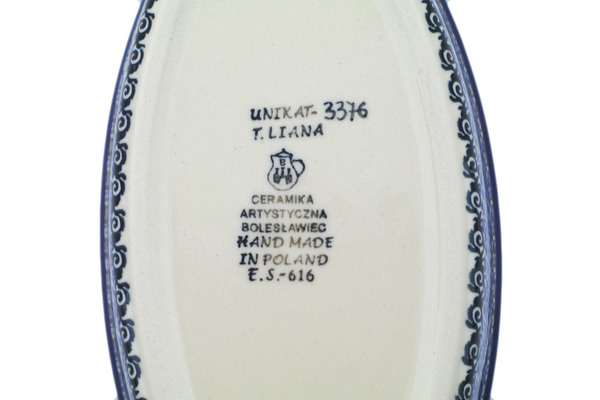 UNIKAT- 3376
T. LIANA
B
CERAMIKA
ARTYSTYCZNA
BOLESŁAWIEC
HAND MADE
IN POLAND
E.S.-616